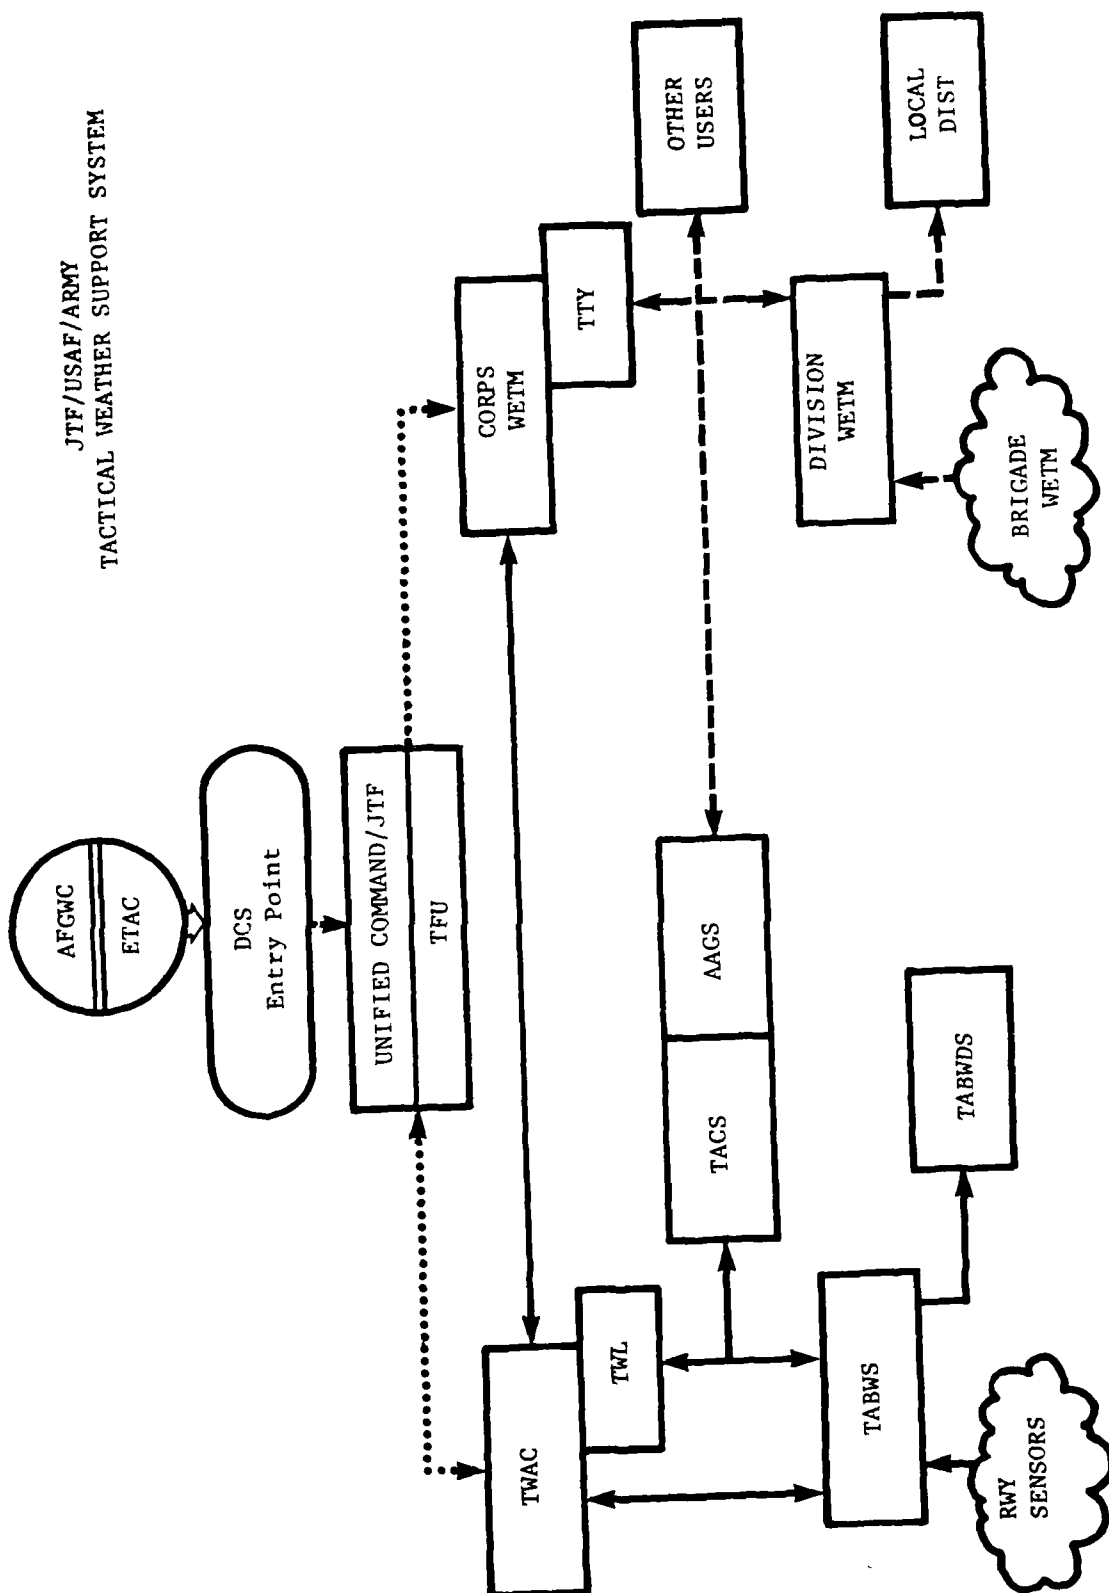 JTF/USAF/ARMY
TACTICAL WEATHER SUPPORT SYSTEM
AFGWC
ETAC
DCS
Entry Point
UNIFIED COMMAND/JTF
TFU
TWAC
TWL
CORPS
WETM
TTY
TACS
AAGS
OTHER
USERS
TABWS
TABWDS
DIVISION
WETM
LOCAL
DIST
RWY
SENSORS
BRIGADE
WETM